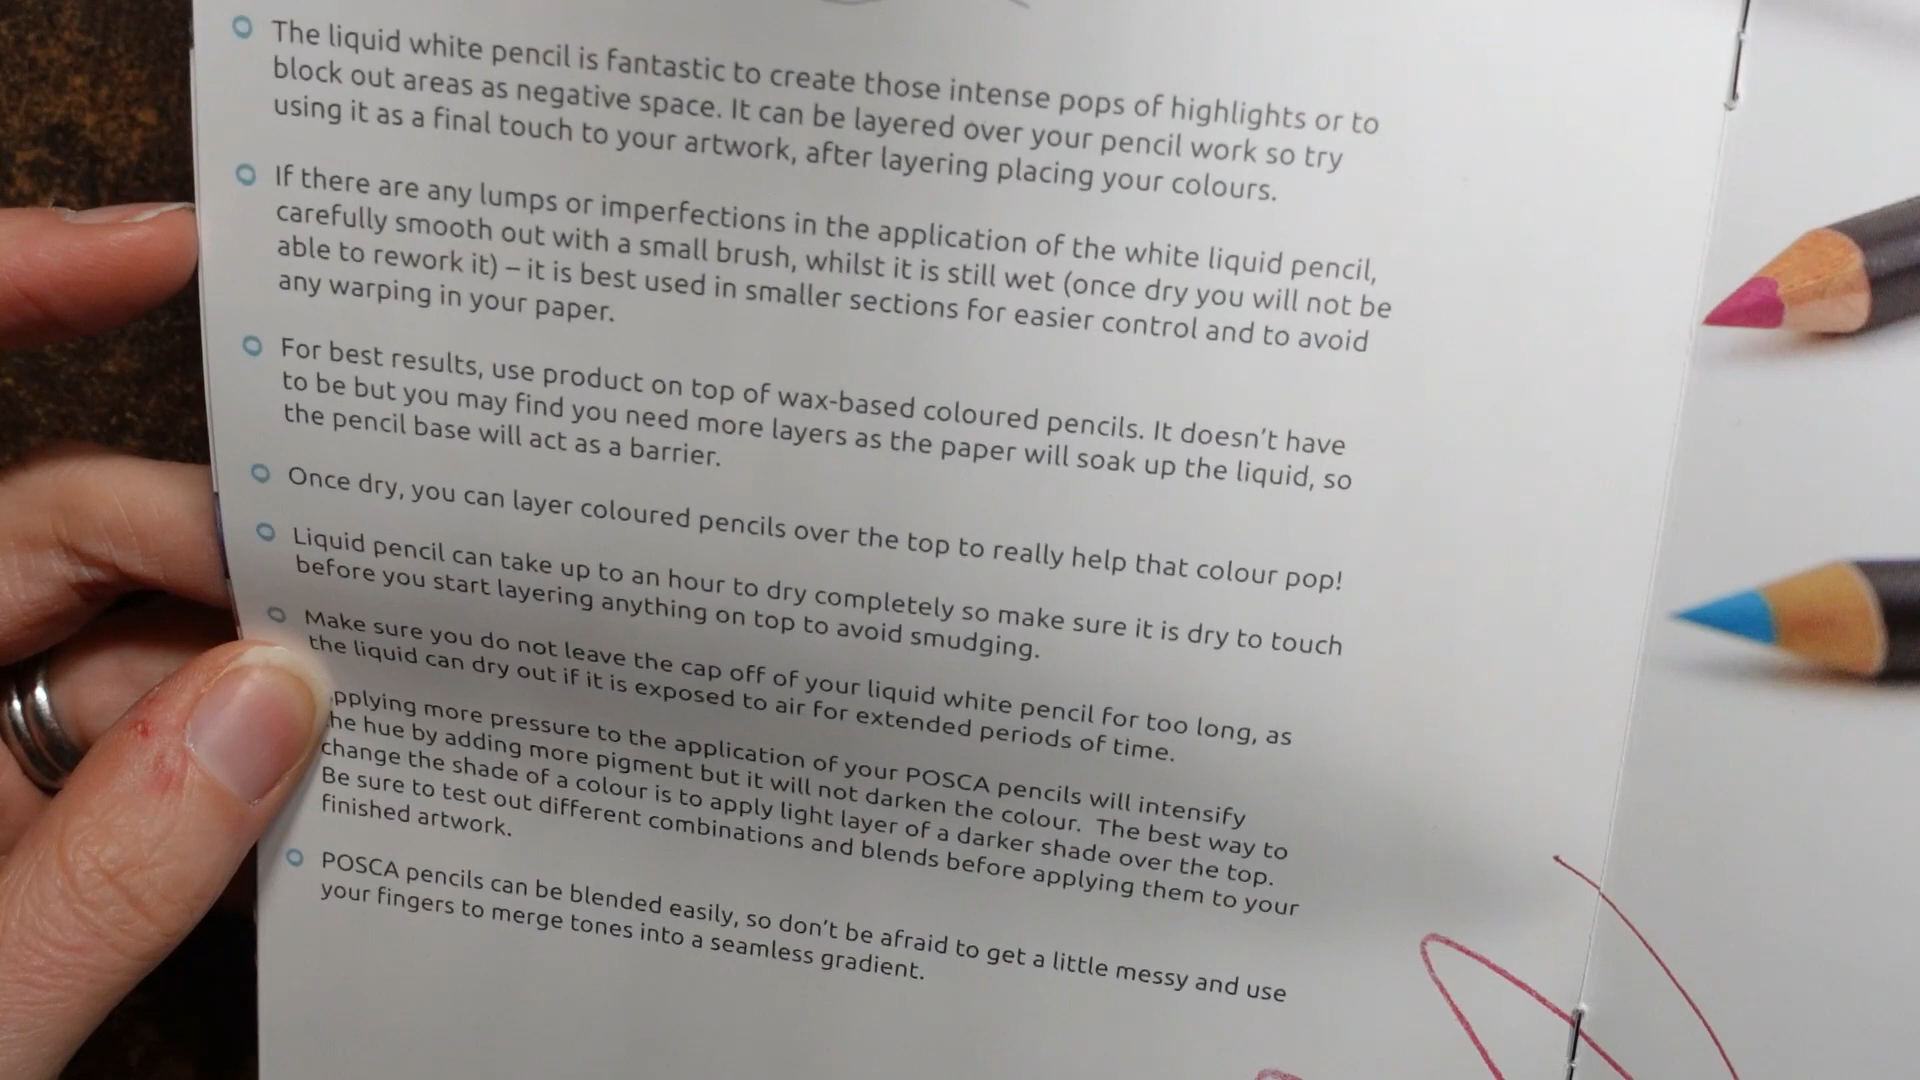 The liquid white pencil is fantastic to create those intense pops of highlights or to
block out areas as negative space. It can be layered over your pencil work so try
using it as a final touch to your artwork, after layering placing your colours.
If there are any lumps or imperfections in the application of the white liquid pencil,
carefully smooth out with a small brush, whilst it is still wet (once dry you will not be
able to rework it) – it is best used in smaller sections for easier control and to avoid
any warping in your paper.
For best results, use product on top of wax-based coloured pencils. It doesn't have
to be but you may find you need more layers as the paper will soak up the liquid, so
the pencil base will act as a barrier.
Once dry, you can layer coloured pencils over the top to really help that colour pop!
Liquid pencil can take up to an hour to dry completely so make sure it is dry to touch
before you start layering anything on top to avoid smudging.
Make sure you do not leave the cap off of your liquid white pencil for too long, as
the liquid can dry out if it is exposed to air for extended periods of time.
pplying more pressure to the application of your POSCA pencils will intensify
he hue by adding more pigment but it will not darken the colour. The best way to
change the shade of a colour is to apply light layer of a darker shade over the top.
Be sure to test out different combinations and blends before applying them to your
finished artwork.
POSCA pencils can be blended easily, so don't be afraid to get a little messy and use
your fingers to merge tones into a seamless gradient.